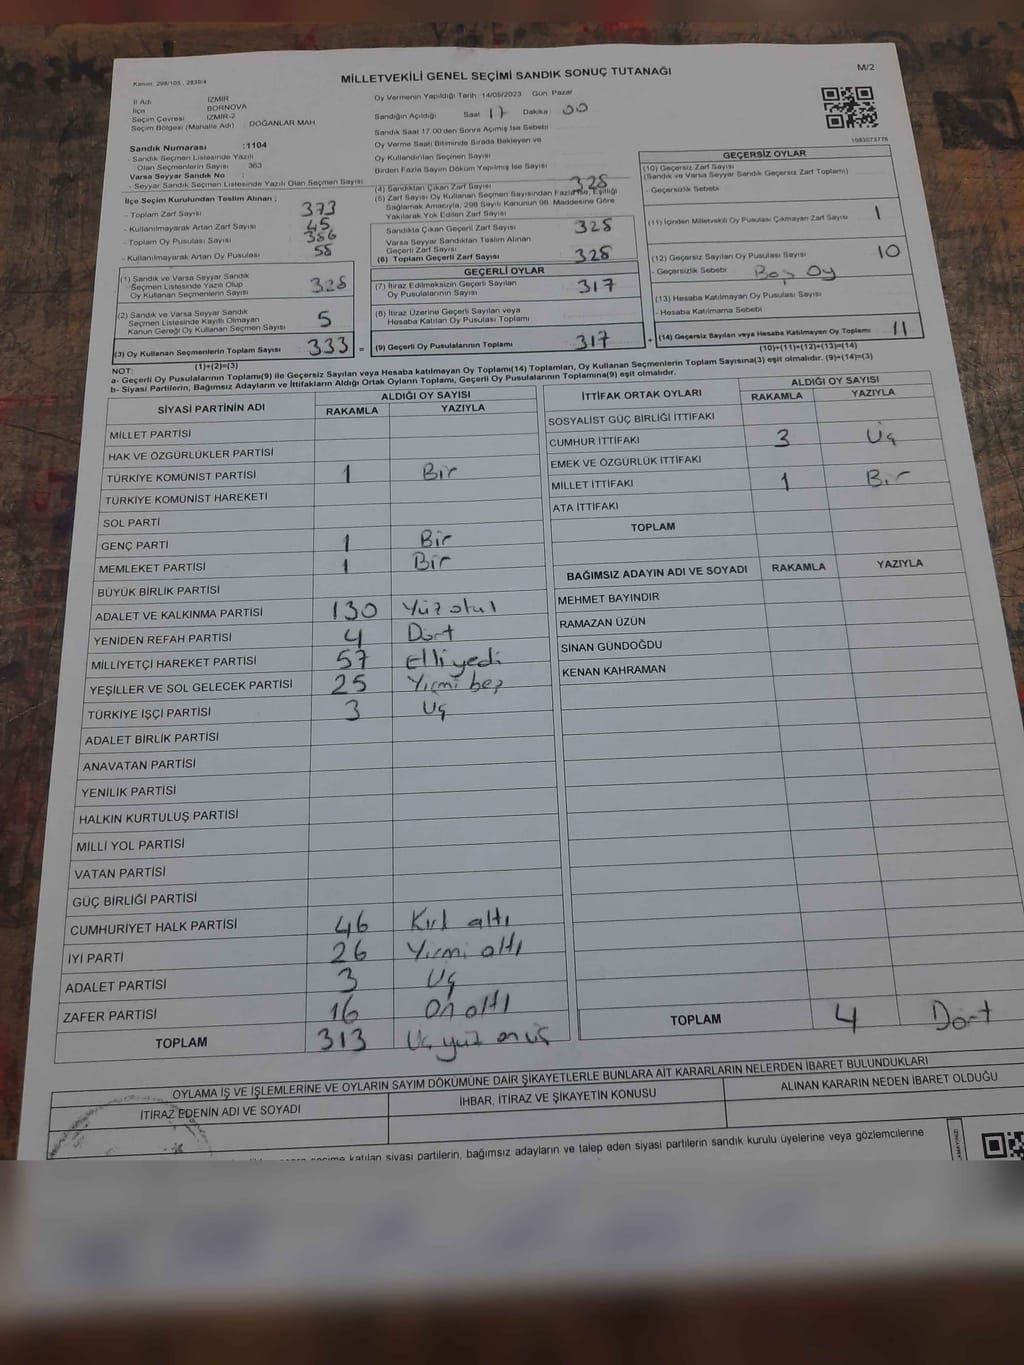 Kanun: 298/105 , 2839/4
MİLLETVEKİLİ GENEL SEÇİMİ SANDIK SONUÇ TUTANAĞI
M/2
İl Adı : İZMİR
İlçe : BORNOVA
Seçim Çevresi : İZMİR-2
Seçim Bölgesi (Mahalle Adı) : DOĞANLAR MAH.
Sandık Numarası :1104
- Sandık Seçmen Listesinde Yazılı
Olan Seçmenlerin Sayısı : 363
Varsa Seyyar Sandık No :
- Seyyar Sandık Seçmen Listesinde Yazılı Olan Seçmen Sayısı:
İlçe Seçim Kurulundan Teslim Alınan ;
- Toplam Zarf Sayısı 373
- Kullanılmayarak Artan Zarf Sayısı 45
- Toplam Oy Pusulası Sayısı 386
- Kullanılmayarak Artan Oy Pusulası 58
(1) Sandık ve Varsa Seyyar Sandık
Seçmen Listesinde Yazılı Olup
Oy Kullanan Seçmenlerin Sayısı 328
(2) Sandık ve Varsa Seyyar Sandık
Seçmen Listesinde Kayıtlı Olmayan
Kanun Gereği Oy Kullanan Seçmen Sayısı 5
(3) Oy Kullanan Seçmenlerin Toplam Sayısı 333 =
(1)+(2)=(3)
Oy Vermenin Yapıldığı Tarih :14/05/2023 Gün: Pazar
Sandığın Açıldığı Saat 17 Dakika 00
Sandık Saat 17.00'den Sonra Açılmış İse Sebebi
Oy Verme Saati Bitiminde Sırada Bekleyen ve
Oy Kullandırılan Seçmen Sayısı
Birden Fazla Sayım Döküm Yapılmış İse Sayısı
(4) Sandıktan Çıkan Zarf Sayısı 328
(5) Zarf Sayısı Oy Kullanan Seçmen Sayısından Fazla İse, Eşitliği
Sağlamak Amacıyla, 298 Sayılı Kanunun 98. Maddesine Göre
Yakılarak Yok Edilen Zarf Sayısı
Sandıkta Çıkan Geçerli Zarf Sayısı 328
Varsa Seyyar Sandıktan Teslim Alınan
Geçerli Zarf Sayısı
(6) Toplam Geçerli Zarf Sayısı 328
GEÇERLİ OYLAR
(7) İtiraz Edilmeksizin Geçerli Sayılan
Oy Pusulalarının Sayısı 317
(8) İtiraz Üzerine Geçerli Sayılan veya
Hesaba Katılan Oy Pusulası Toplamı
(9) Geçerli Oy Pusulalarının Toplamı 317 +
1083573776
GEÇERSİZ OYLAR
(10) Geçersiz Zarf Sayısı
(Sandık ve Varsa Seyyar Sandık Geçersiz Zarf Toplamı)
- Geçersizlik Sebebi
(11) İçinden Milletvekili Oy Pusulası Çıkmayan Zarf Sayısı 1
(12) Geçersiz Sayılan Oy Pusulası Sayısı 10
- Geçersizlik Sebebi Boş Oy
(13) Hesaba Katılmayan Oy Pusulası Sayısı
- Hesaba Katılmama Sebebi
(14) Geçersiz Sayılan veya Hesaba Katılmayan Oy Toplamı 11
(10)+(11)+(12)+(13)=(14)
NOT:
a- Geçerli Oy Pusulalarının Toplamı(9) ile Geçersiz Sayılan veya Hesaba Katılmayan Oy Toplamı(14) Toplamları, Oy Kullanan Seçmenlerin Toplam Sayısına(3) eşit olmalıdır. (9)+(14)=(3)
b- Siyasi Partilerin, Bağımsız Adayların ve İttifakların Aldığı Ortak Oyların Toplamı, Geçerli Oy Pusulalarının Toplamına(9) eşit olmalıdır.
SİYASİ PARTİNİN ADI ALDIĞI OY SAYISI
RAKAMLA YAZIYLA
MİLLET PARTİSİ
HAK VE ÖZGÜRLÜKLER PARTİSİ
TÜRKİYE KOMÜNİST PARTİSİ 1 Bir
TÜRKİYE KOMÜNİST HAREKETİ
SOL PARTİ
GENÇ PARTİ 1 Bir
MEMLEKET PARTİSİ 1 Bir
BÜYÜK BİRLİK PARTİSİ
ADALET VE KALKINMA PARTİSİ 130 Yüz otuz
YENİDEN REFAH PARTİSİ 4 Dört
MİLLİYETÇİ HAREKET PARTİSİ 57 Elli yedi
YEŞİLLER VE SOL GELECEK PARTİSİ 25 Yirmi beş
TÜRKİYE İŞÇİ PARTİSİ 3 Üç
ADALET BİRLİK PARTİSİ
ANAVATAN PARTİSİ
YENİLİK PARTİSİ
HALKIN KURTULUŞ PARTİSİ
MİLLİ YOL PARTİSİ
VATAN PARTİSİ
GÜÇ BİRLİĞİ PARTİSİ
CUMHURİYET HALK PARTİSİ 46 Kırk altı
İYİ PARTİ 26 Yirmi altı
ADALET PARTİSİ 3 Üç
ZAFER PARTİSİ 16 On altı
TOPLAM 313 Üç yüz on üç
İTTİFAK ORTAK OYLARI ALDIĞI OY SAYISI
RAKAMLA YAZIYLA
SOSYALİST GÜÇ BİRLİĞİ İTTİFAKI
CUMHUR İTTİFAKI 3 Üç
EMEK VE ÖZGÜRLÜK İTTİFAKI
MİLLET İTTİFAKI 1 Bir
ATA İTTİFAKI
TOPLAM
BAĞIMSIZ ADAYIN ADI VE SOYADI RAKAMLA YAZIYLA
MEHMET BAYINDIR
RAMAZAN ÜZÜN
SİNAN GÜNDOĞDU
KENAN KAHRAMAN
TOPLAM 4 Dört
OYLAMA İŞ VE İŞLEMLERİNE VE OYLARIN SAYIM DÖKÜMÜNE DAİR ŞİKAYETLERLE BUNLARA AİT KARARLARIN NELERDEN İBARET BULUNDUKLARI
İTİRAZ EDENİN ADI VE SOYADI
İHBAR, İTİRAZ VE ŞİKAYETİN KONUSU
ALINAN KARARIN NEDEN İBARET OLDUĞU
seçime katılan siyasi partilerin, bağımsız adayların ve talep eden siyasi partilerin sandık kurulu üyelerine veya gözlemcilerine